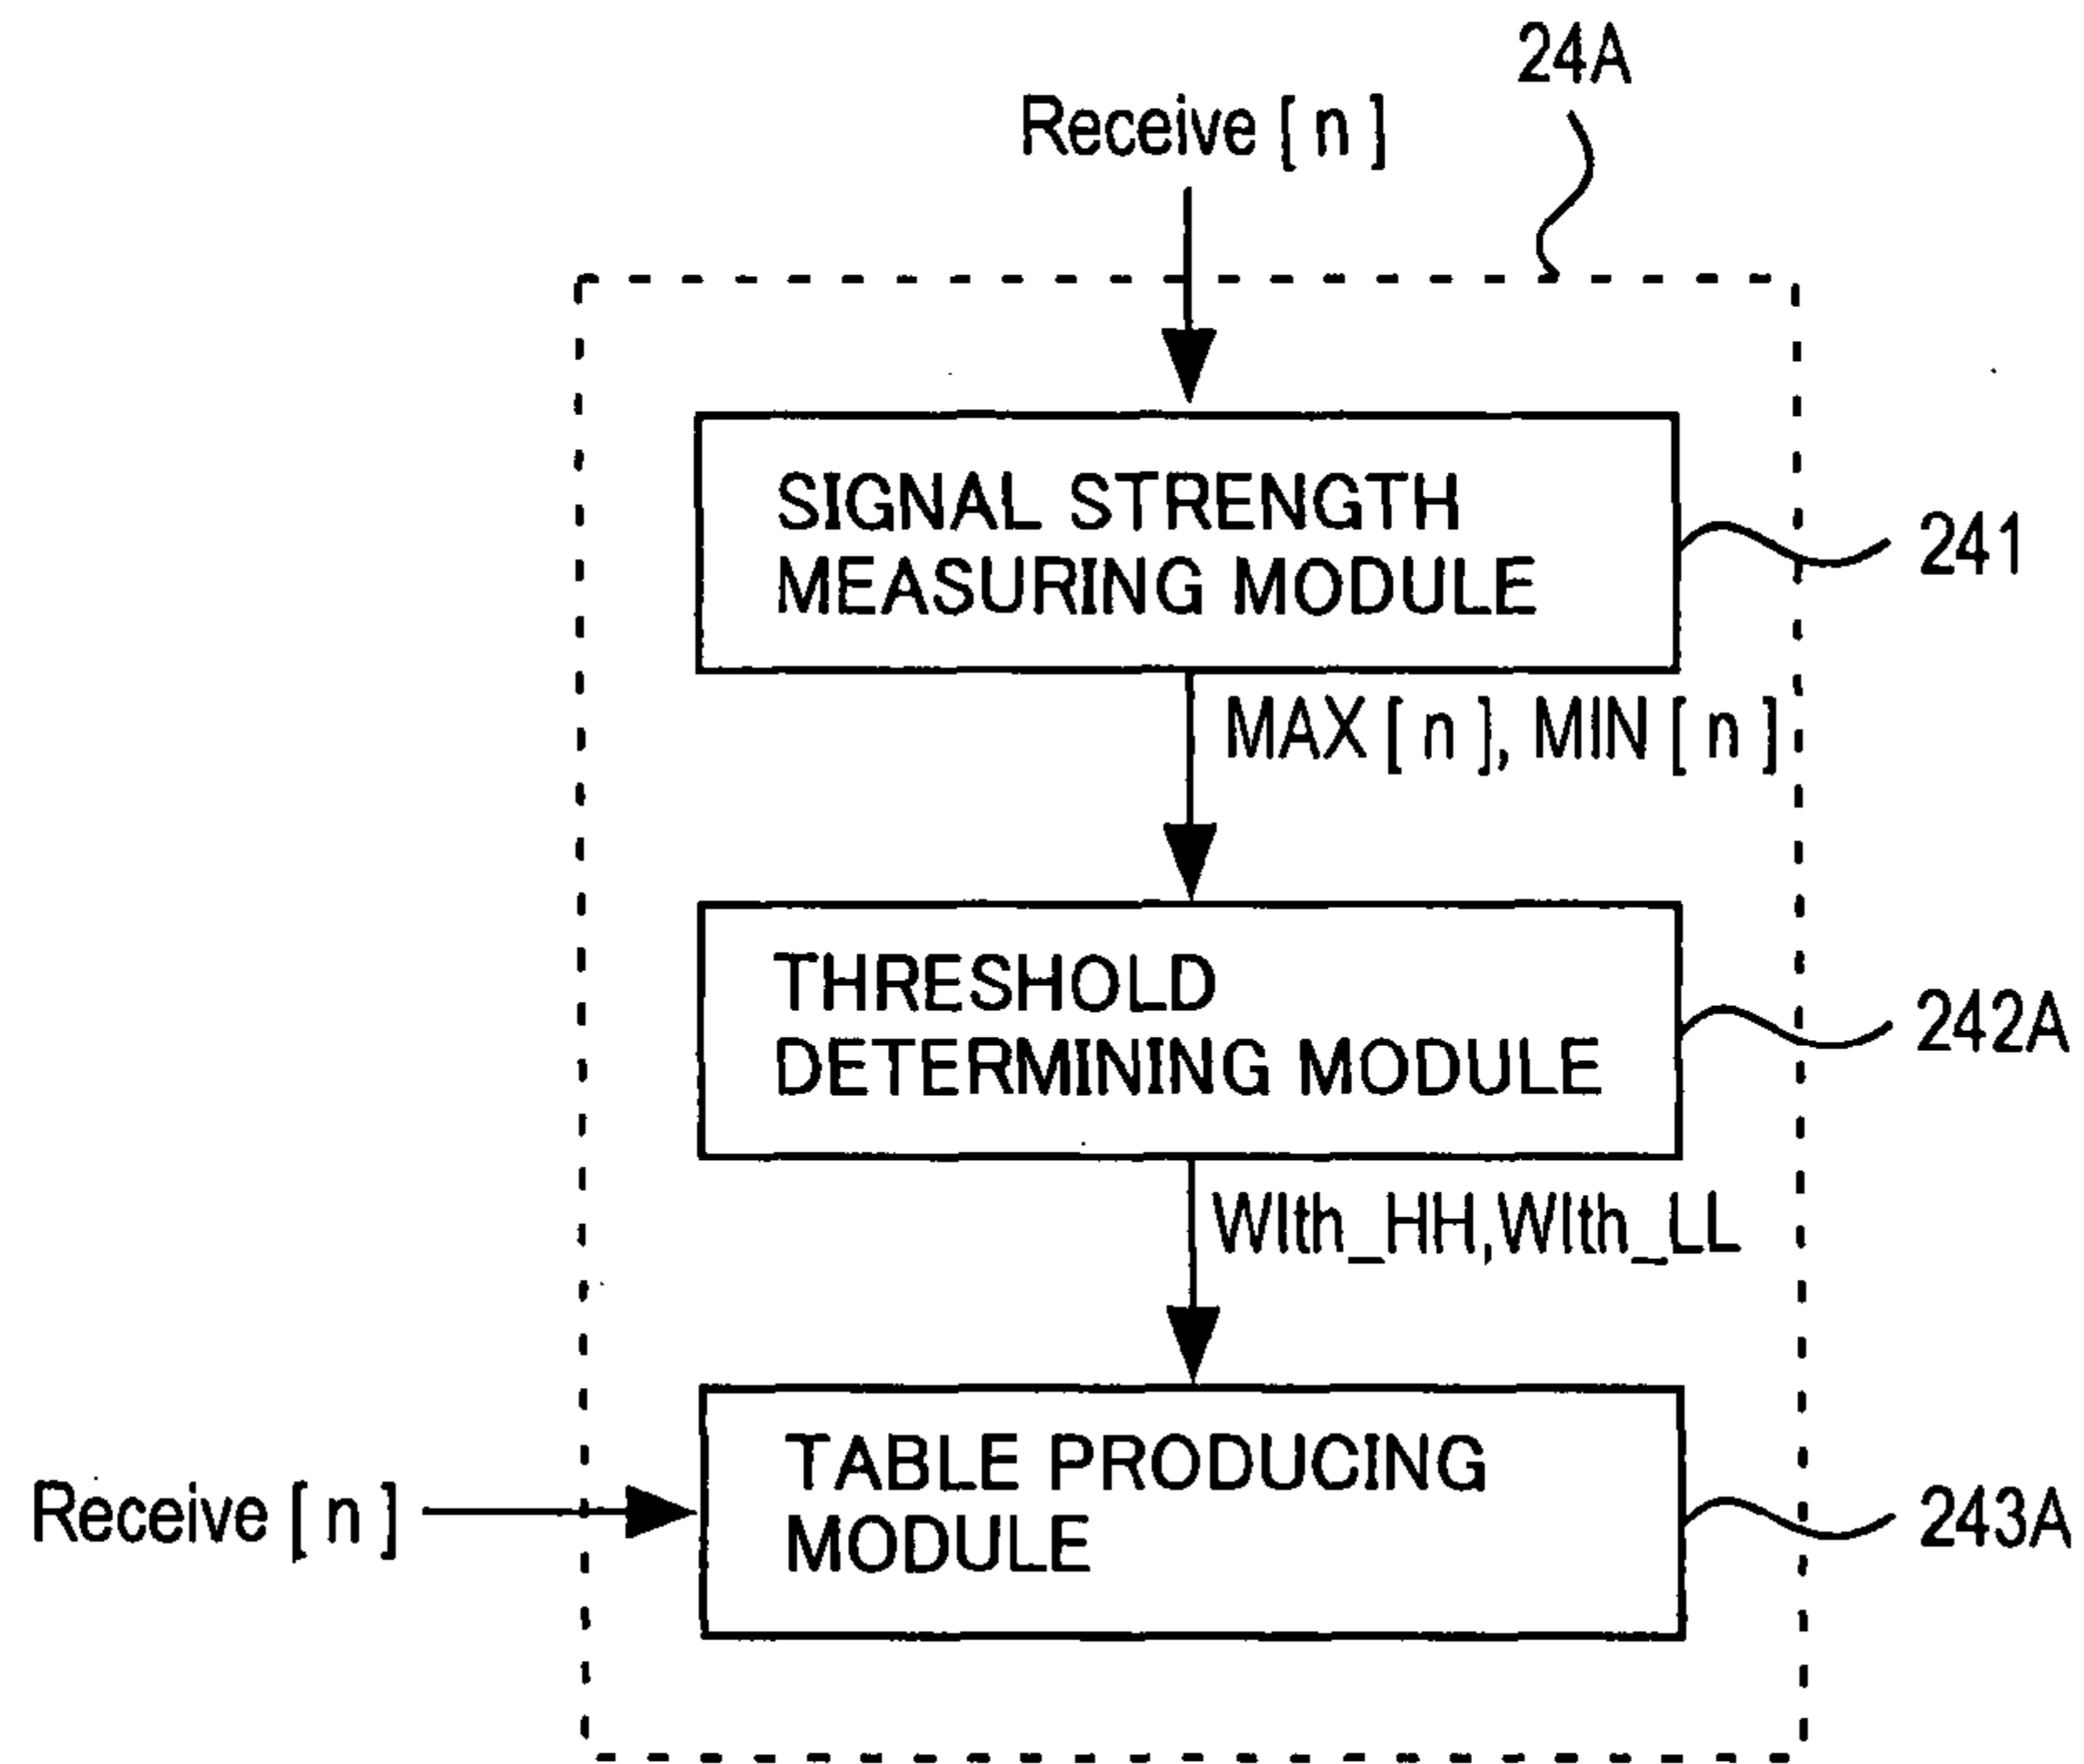 24A
Receive [ n ]
SIGNAL STRENGTH
MEASURING MODULE
241
MAX [ n ], MIN [ n ]
THRESHOLD
DETERMINING MODULE
242A
WIth_HH,WIth_LL
TABLE PRODUCING
MODULE
Receive [ n ]
243A